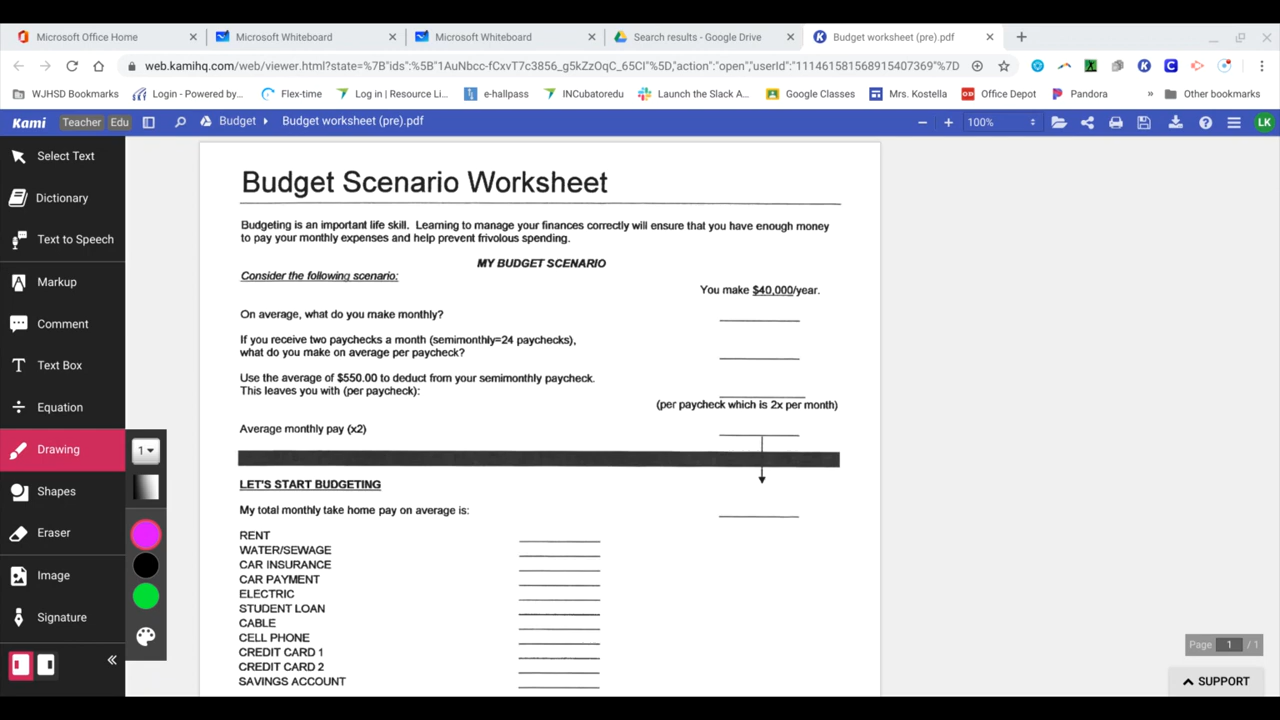 Microsoft Office Home
Microsoft Whiteboard
Microsoft Whiteboard
Search results - Google Drive
Budget worksheet (pre).pdf
web.kamihq.com/web/viewer.html?state=%7B"ids":%5B"1AuNbcc-fCxvT7c3856_g5kZzOqC_65CI"%5D,"action":"open","userId":"111461581568915407369"%7D
WJHSD Bookmarks
Login - Powered by...
Flex-time
Log in | Resource Li...
e-hallpass
INCubatoredu
Launch the Slack A...
Google Classes
Mrs. Kostella
Office Depot
Pandora
» Other bookmarks
Kami Teacher Edu
Budget
Budget worksheet (pre).pdf
100%
LK
Select Text
Dictionary
Text to Speech
Markup
Comment
Text Box
Equation
Drawing
1
Shapes
Eraser
Image
Signature
Budget Scenario Worksheet
Budgeting is an important life skill. Learning to manage your finances correctly will ensure that you have enough money
to pay your monthly expenses and help prevent frivolous spending.
MY BUDGET SCENARIO
Consider the following scenario:
You make $40,000/year.
On average, what do you make monthly?
If you receive two paychecks a month (semimonthly=24 paychecks),
what do you make on average per paycheck?
Use the average of $550.00 to deduct from your semimonthly paycheck.
This leaves you with (per paycheck):
(per paycheck which is 2x per month)
Average monthly pay (x2)
LET'S START BUDGETING
My total monthly take home pay on average is:
RENT
WATER/SEWAGE
CAR INSURANCE
CAR PAYMENT
ELECTRIC
STUDENT LOAN
CABLE
CELL PHONE
CREDIT CARD 1
CREDIT CARD 2
SAVINGS ACCOUNT
Page 1 / 1
SUPPORT